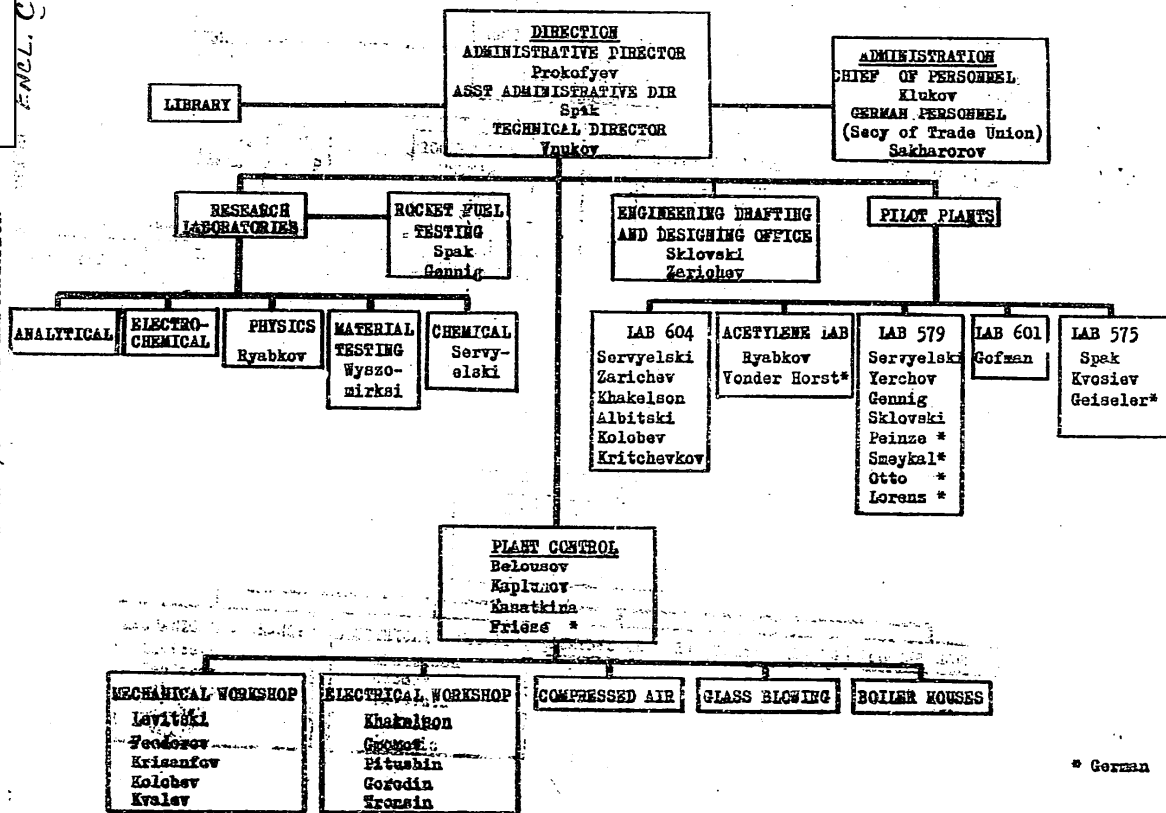 ENCL. C
DIRECTION
ADMINISTRATIVE DIRECTOR
Prokofyev
ASST ADMINISTRATIVE DIR
Spak
TECHNICAL DIRECTOR
Vnukov
LIBRARY
ADMINISTRATION
CHIEF OF PERSONNEL
Klukov
GERMAN PERSONNEL
(Secy of Trade Union)
Sakharorov
RESEARCH
LABORATORIES
ROCKET FUEL
TESTING
Spak
Gennig
ENGINEERING DRAFTING
AND DESIGNING OFFICE
Sklovski
Zerichev
PILOT PLANTS
ANALYTICAL
ELECTRO-
CHEMICAL
PHYSICS
Ryabkov
MATERIAL
TESTING
Wyszo-
mirksi
CHEMICAL
Servy-
elski
LAB 604
Servyelski
Zarichev
Khakelson
Albitski
Kolobev
Kritchevkov
ACETYLENE LAB
Ryabkov
Vonder Horst*
LAB 579
Servyelski
Yerchov
Gennig
Sklovski
Peinze *
Smeykal*
Otto *
Lorenz *
LAB 601
Gofman
LAB 575
Spak
Kvosiev
Geiseler*
PLANT CONTROL
Belousov
Kaplunov
Kasatkina
Frieze *
MECHANICAL WORKSHOP
Levitski
Feodorov
Krisanfov
Kolobev
Kvalev
ELECTRICAL WORKSHOP
Khakelson
Pitushin
Gorodin
Tronsin
COMPRESSED AIR
GLASS BLOWING
BOILER HOUSES
* German